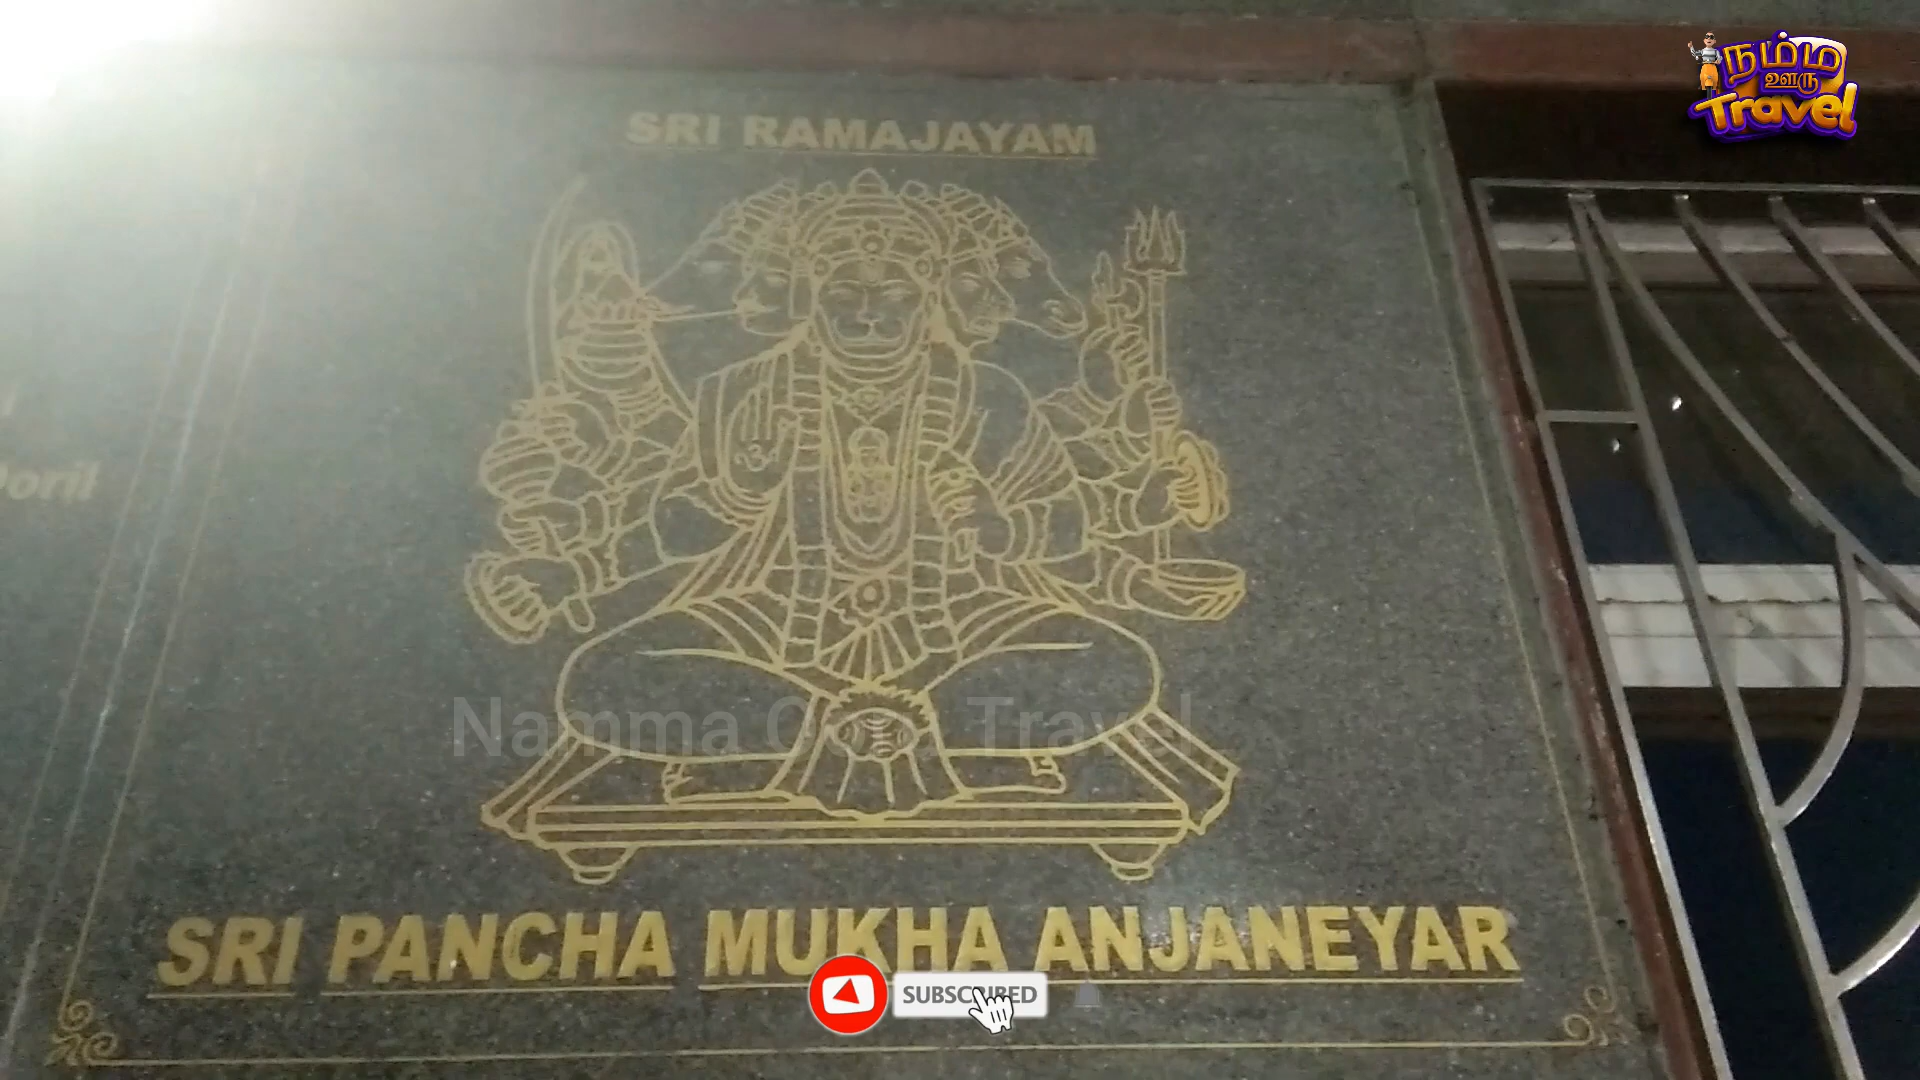 நம்ம
ஊரு
Travel
SRI RAMAJAYAM
ॐ
Namma Ooru Travel
SRI PANCHA MUKHA ANJANEYAR
SUBSCRIBED